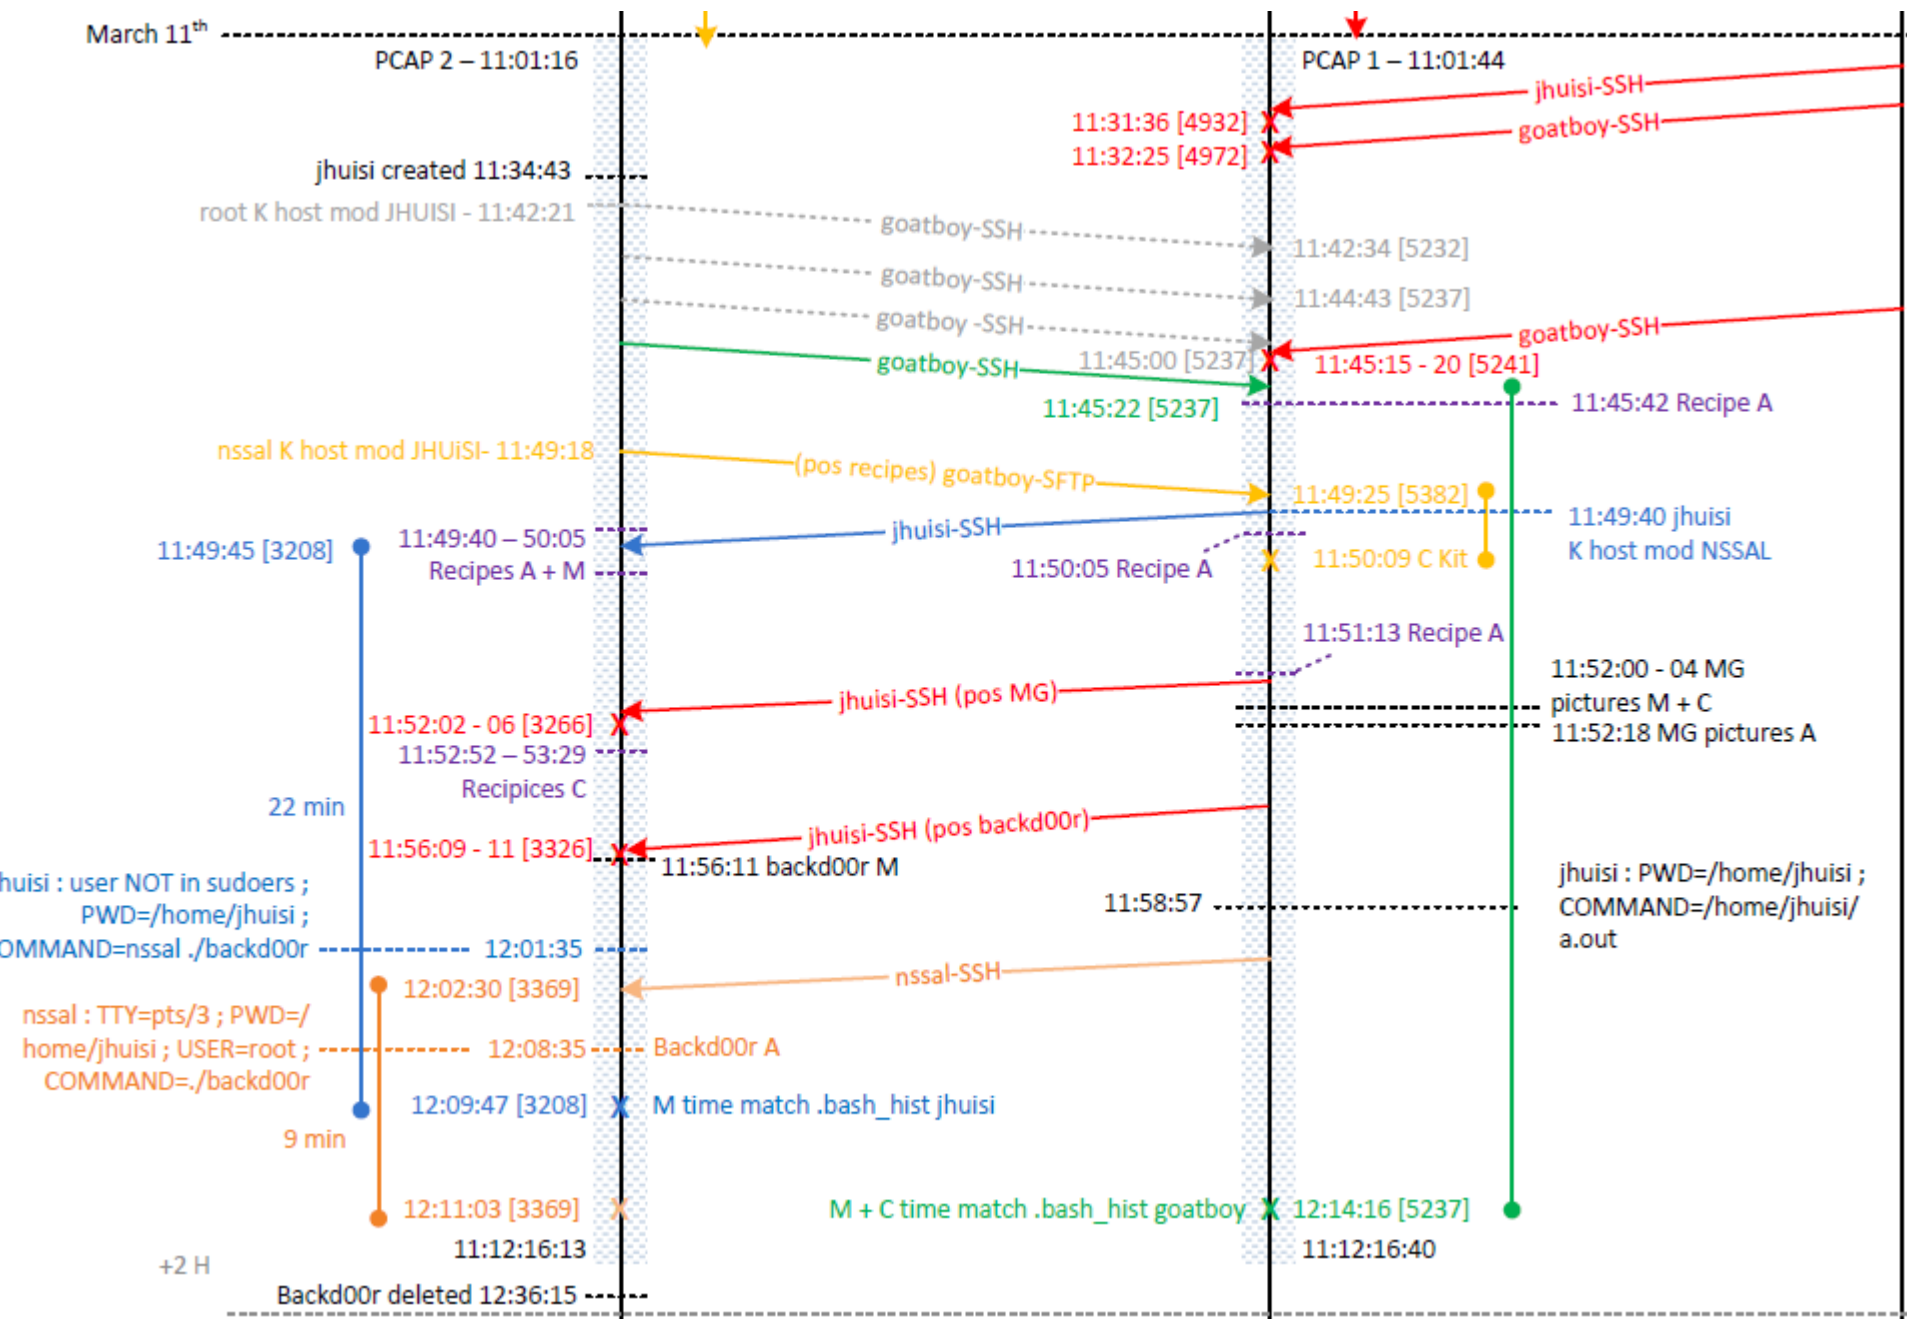 March 11th
PCAP 2 – 11:01:16
PCAP 1 – 11:01:44
jhuisi-SSH
11:31:36 [4932]
goatboy-SSH
11:32:25 [4972]
jhuisi created 11:34:43
root K host mod JHUISI - 11:42:21
goatboy-SSH
11:42:34 [5232]
goatboy-SSH
11:44:43 [5237]
goatboy -SSH
goatboy-SSH
11:45:00 [5237]
11:45:15 - 20 [5241]
goatboy-SSH
11:45:22 [5237]
11:45:42 Recipe A
nssal K host mod JHUiSI- 11:49:18
(pos recipes) goatboy-SFTP
11:49:25 [5382]
11:49:40 jhuisi
K host mod NSSAL
jhuisi-SSH
11:49:45 [3208]
11:49:40 – 50:05
Recipes A + M
11:50:05 Recipe A
11:50:09 C Kit
11:51:13 Recipe A
11:52:00 - 04 MG
pictures M + C
11:52:18 MG pictures A
jhuisi-SSH (pos MG)
11:52:02 - 06 [3266]
11:52:52 – 53:29
Recipices C
22 min
jhuisi-SSH (pos backd00r)
11:56:09 - 11 [3326]
11:56:11 backd00r M
11:58:57
jhuisi : PWD=/home/jhuisi ;
COMMAND=/home/jhuisi/
a.out
huisi : user NOT in sudoers ;
PWD=/home/jhuisi ;
OMMAND=nssal ./backd00r
12:01:35
nssal-SSH
12:02:30 [3369]
nssal : TTY=pts/3 ; PWD=/
home/jhuisi ; USER=root ;
COMMAND=./backd00r
12:08:35
Backd00r A
12:09:47 [3208]
M time match .bash_hist jhuisi
9 min
12:11:03 [3369]
M + C time match .bash_hist goatboy
12:14:16 [5237]
11:12:16:13
11:12:16:40
+2 H
Backd00r deleted 12:36:15